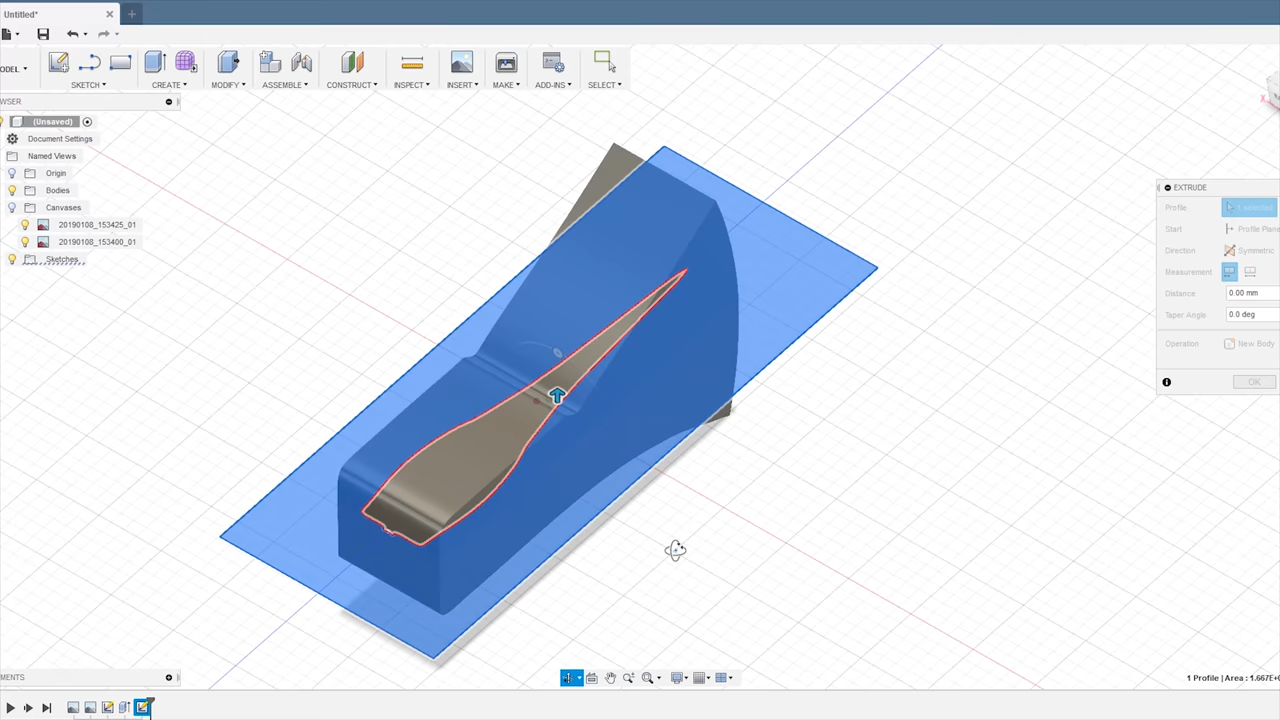 Untitled*
ODEL
SKETCH
CREATE
MODIFY
ASSEMBLE
CONSTRUCT
INSPECT
INSERT
MAKE
ADD-INS
SELECT
WSER
(Unsaved)
Document Settings
Named Views
Origin
Bodies
Canvases
20190108_153425_01
20190108_153400_01
Sketches
EXTRUDE
Profile 1 selected
Start Profile Plane
Direction Symmetric
Measurement
Distance 0.00 mm
Taper Angle 0.0 deg
Operation New Body
OK
MENTS
1 Profile | Area : 1.667E+